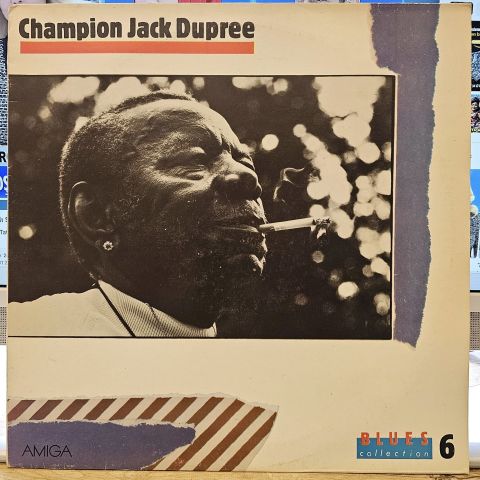 Champion Jack Dupree
AMIGA
BLUES
collection
6